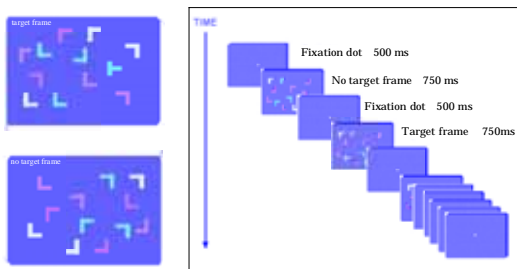 target frame
no target frame
TIME
Fixation dot 500 ms
No target frame 750 ms
Fixation dot 500 ms
Target frame 750ms